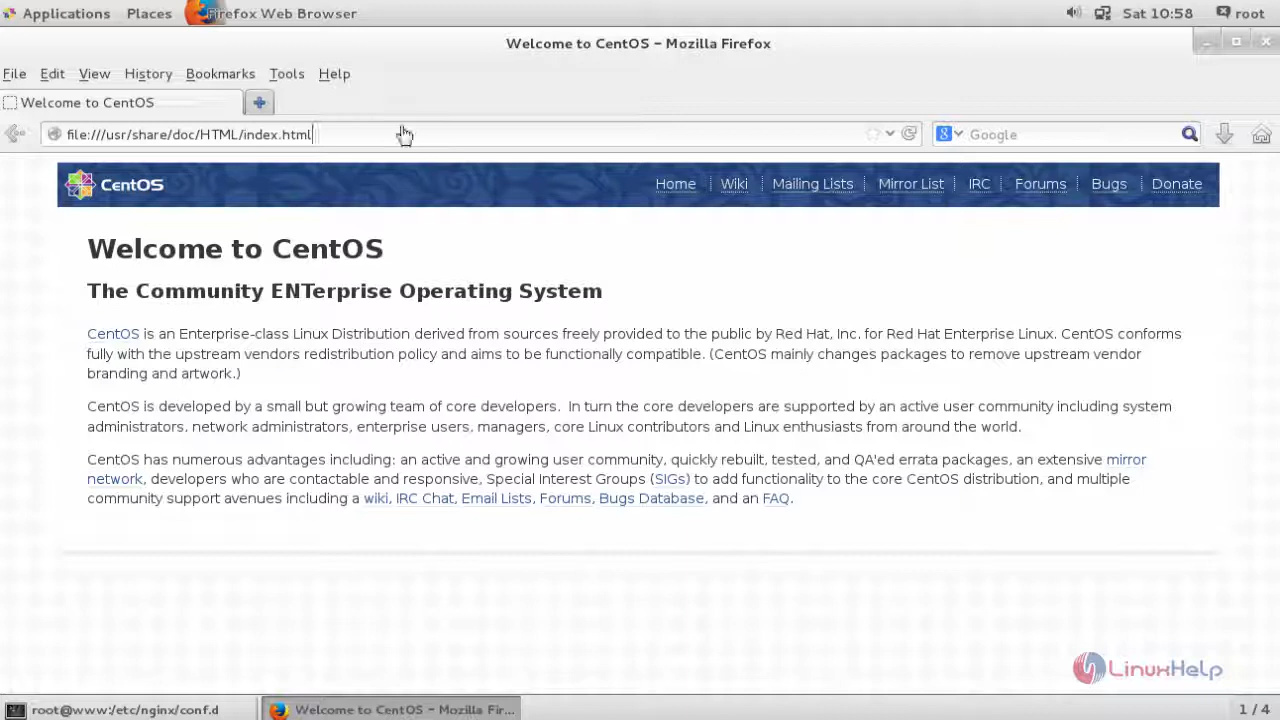 Applications Places Firefox Web Browser Sat 10:58 root
Welcome to CentOS - Mozilla Firefox
File Edit View History Bookmarks Tools Help
Welcome to CentOS
file:///usr/share/doc/HTML/index.html Google
CentOS Home Wiki Mailing Lists Mirror List IRC Forums Bugs Donate
Welcome to CentOS
The Community ENTerprise Operating System
CentOS is an Enterprise-class Linux Distribution derived from sources freely provided to the public by Red Hat, Inc. for Red Hat Enterprise Linux. CentOS conforms
fully with the upstream vendors redistribution policy and aims to be functionally compatible. (CentOS mainly changes packages to remove upstream vendor
branding and artwork.)
CentOS is developed by a small but growing team of core developers. In turn the core developers are supported by an active user community including system
administrators, network administrators, enterprise users, managers, core Linux contributors and Linux enthusiasts from around the world.
CentOS has numerous advantages including: an active and growing user community, quickly rebuilt, tested, and QA'ed errata packages, an extensive mirror
network, developers who are contactable and responsive, Special Interest Groups (SIGs) to add functionality to the core CentOS distribution, and multiple
community support avenues including a wiki, IRC Chat, Email Lists, Forums, Bugs Database, and an FAQ.
LinuxHelp
root@www:/etc/nginx/conf.d Welcome to CentOS - Mozilla Fir... 1 / 4